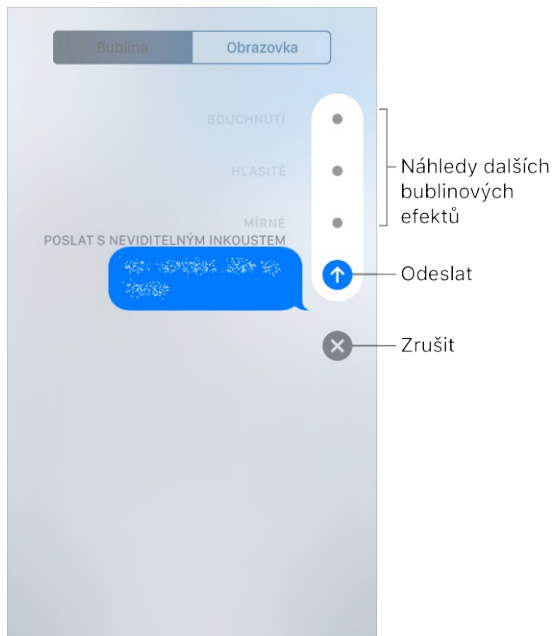 Bublina
Obrazovka
BOUCHNUTÍ
HLASITĚ
MÍRNĚ
POSLAT S NEVIDITELNÝM INKOUSTEM
Náhledy dalších
bublinových
efektů
Odeslat
Zrušit